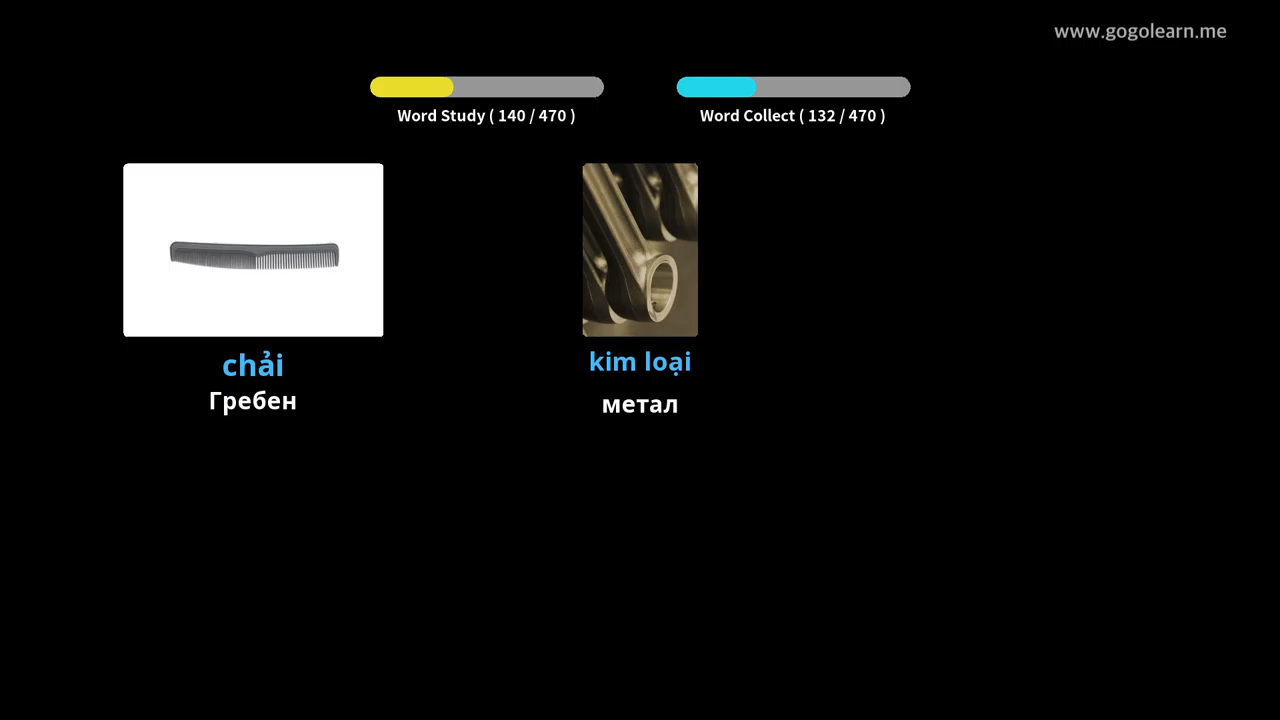 www.gogolearn.me
Word Study ( 140 / 470 )
Word Collect ( 132 / 470 )
chải
Гребен
kim loại
метал